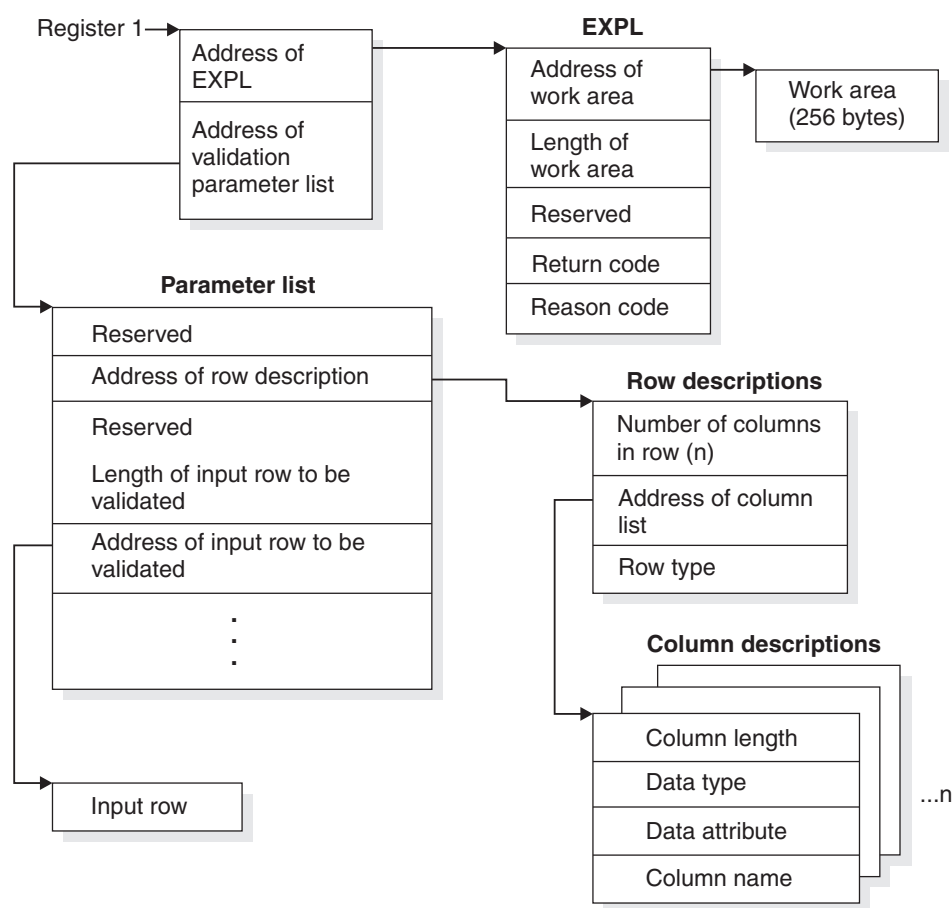 Register 1
Address of
EXPL
Address of
validation
parameter list
EXPL
Address of
work area
Length of
work area
Reserved
Return code
Reason code
Work area
(256 bytes)
Parameter list
Reserved
Address of row description
Reserved
Length of input row to be
validated
Address of input row to be
validated
.
.
.
Row descriptions
Number of columns
in row (n)
Address of column
list
Row type
Column descriptions
Column length
Data type
Data attribute
Column name
...n
Input row